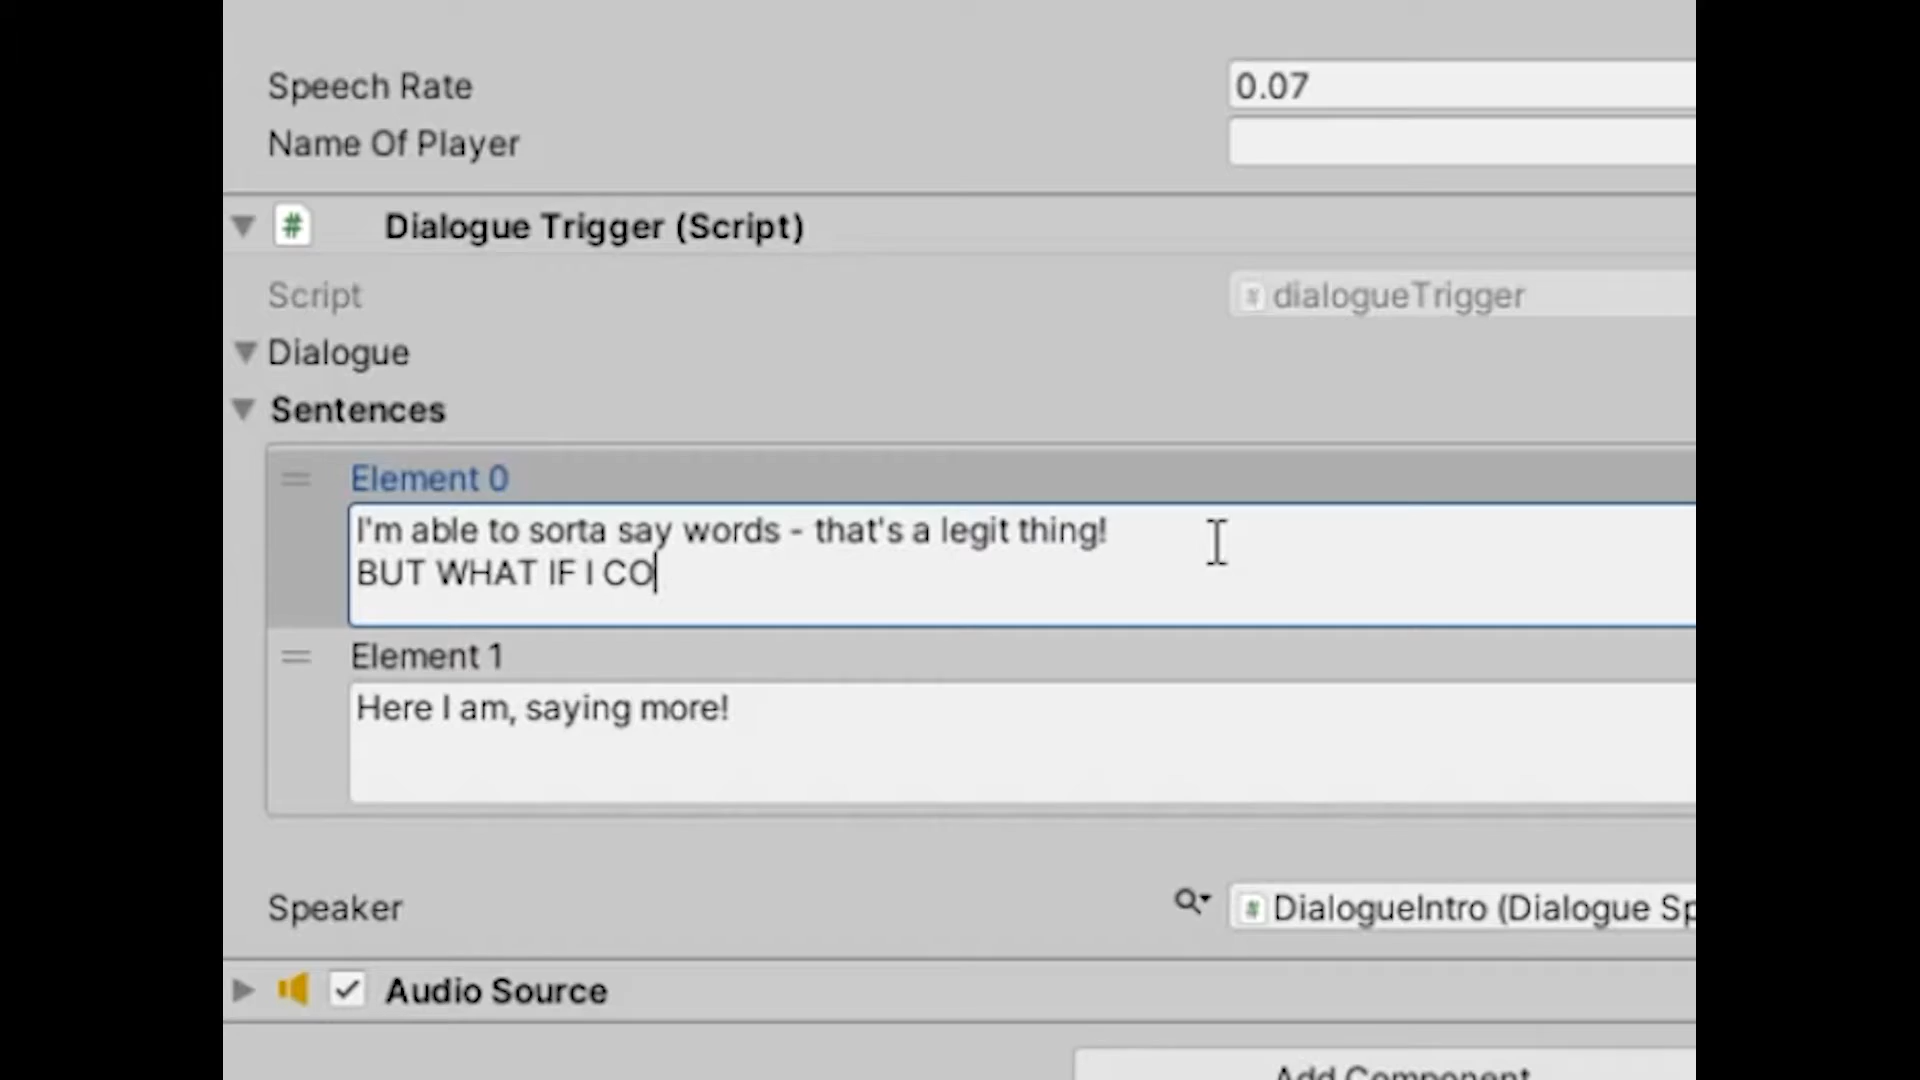 Speech Rate
0.07
Name Of Player
Dialogue Trigger (Script)
Script
dialogueTrigger
Dialogue
Sentences
Element 0
I'm able to sorta say words - that's a legit thing!
BUT WHAT IF I CO
Element 1
Here I am, saying more!
Speaker
DialogueIntro (Dialogue Sp
Audio Source
Add Component